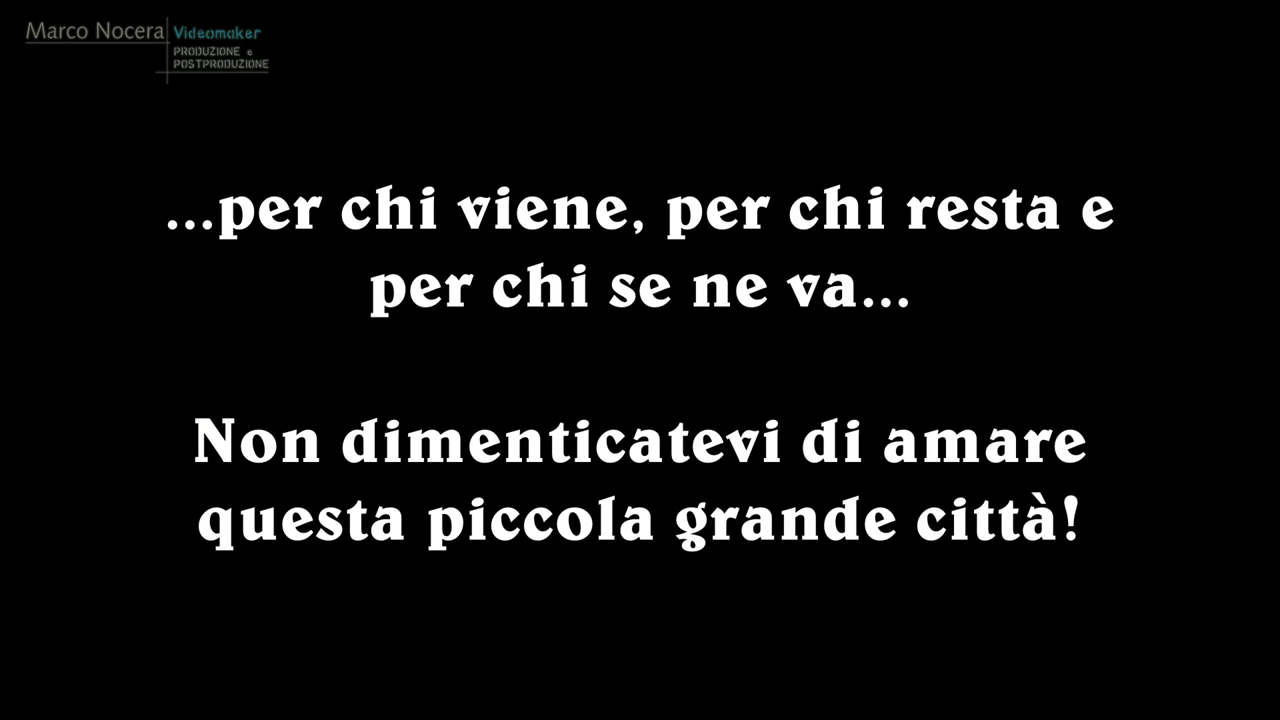 Marco Nocera Videomaker
PRODUZIONE e
POSTPRODUZIONE
...per chi viene, per chi resta e
per chi se ne va...
Non dimenticatevi di amare
questa piccola grande città!